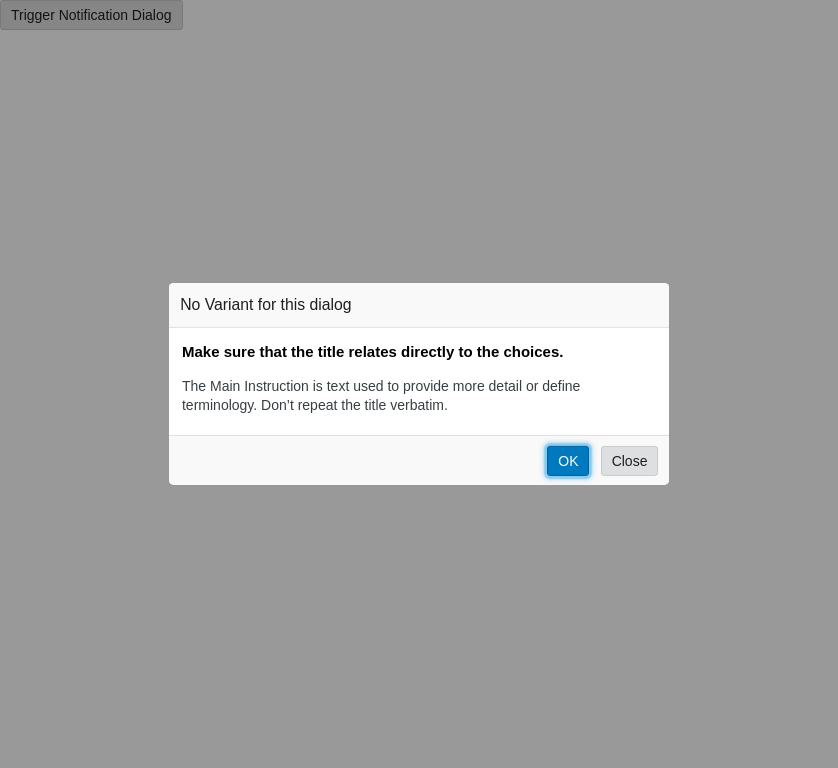 Trigger Notification Dialog
No Variant for this dialog
Make sure that the title relates directly to the choices.
The Main Instruction is text used to provide more detail or define
terminology. Don’t repeat the title verbatim.
OK Close